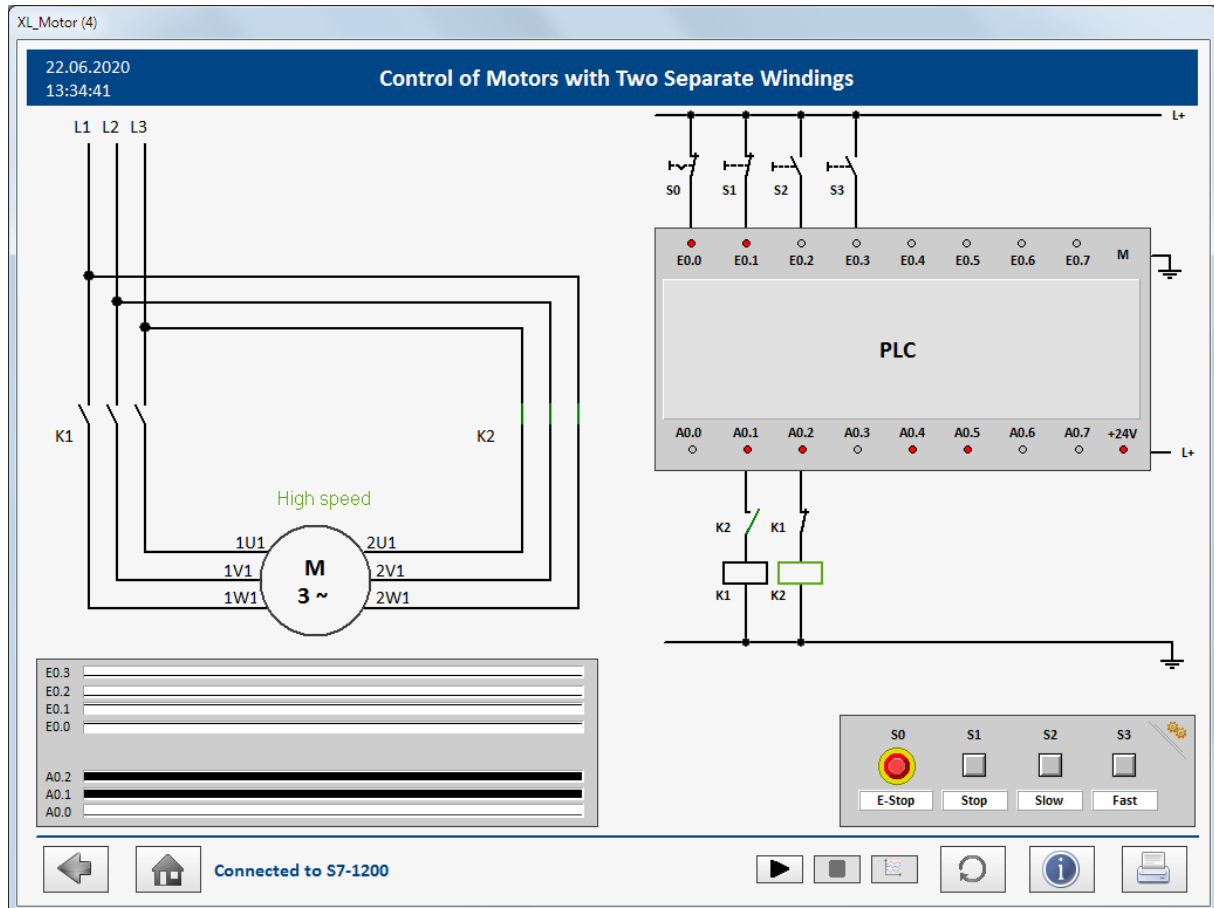 XL_Motor (4)
22.06.2020
13:34:41
Control of Motors with Two Separate Windings
L1 L2 L3
L+
S0 S1 S2 S3
E0.0 E0.1 E0.2 E0.3 E0.4 E0.5 E0.6 E0.7 M
PLC
A0.0 A0.1 A0.2 A0.3 A0.4 A0.5 A0.6 A0.7 +24V
L+
K1
K2
High speed
1U1 2U1
1V1 M 2V1
1W1 3 ~ 2W1
K2 K1
K1 K2
E0.3
E0.2
E0.1
E0.0
A0.2
A0.1
A0.0
S0 S1 S2 S3
E-Stop Stop Slow Fast
Connected to S7-1200
i